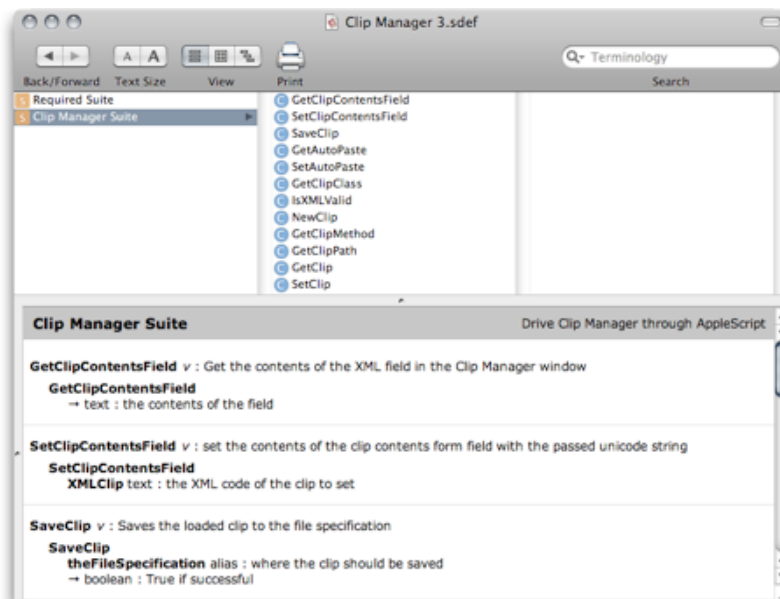 Clip Manager 3.sdef
A A
Terminology
Back/Forward Text Size View Print Search
S Required Suite
S Clip Manager Suite
C GetClipContentsField
C SetClipContentsField
C SaveClip
C GetAutoPaste
C SetAutoPaste
C GetClipClass
C IsXMLValid
C NewClip
C GetClipMethod
C GetClipPath
C GetClip
C SetClip
Clip Manager Suite Drive Clip Manager through AppleScript
GetClipContentsField v : Get the contents of the XML field in the Clip Manager window
GetClipContentsField
→ text : the contents of the field
SetClipContentsField v : set the contents of the clip contents form field with the passed unicode string
SetClipContentsField
XMLClip text : the XML code of the clip to set
SaveClip v : Saves the loaded clip to the file specification
SaveClip
theFileSpecification alias : where the clip should be saved
→ boolean : True if successful